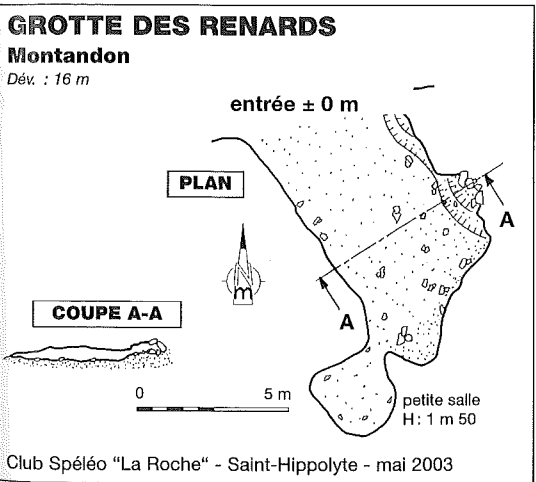 GROTTE DES RENARDS
Montandon
Dév. : 16 m
entrée ± 0 m
PLAN
A
N
m
COUPE A-A
A
0 5 m
petite salle
H : 1 m 50
Club Spéléo "La Roche" - Saint-Hippolyte - mai 2003